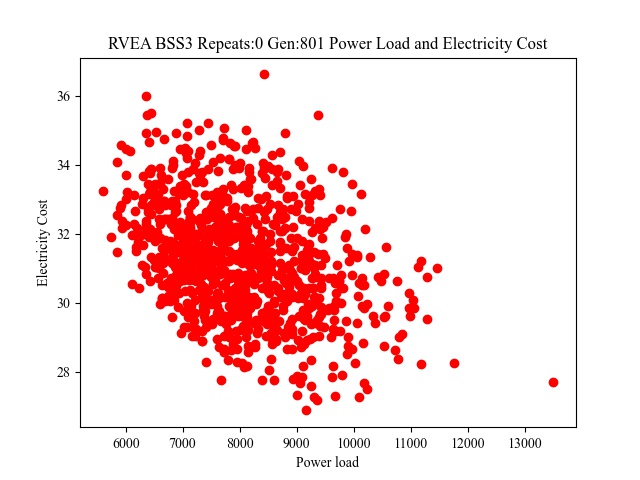 RVEA BSS3 Repeats:0 Gen:801 Power Load and Electricity Cost
36
34
32
30
28
Electricity Cost
6000 7000 8000 9000 10000 11000 12000 13000
Power load